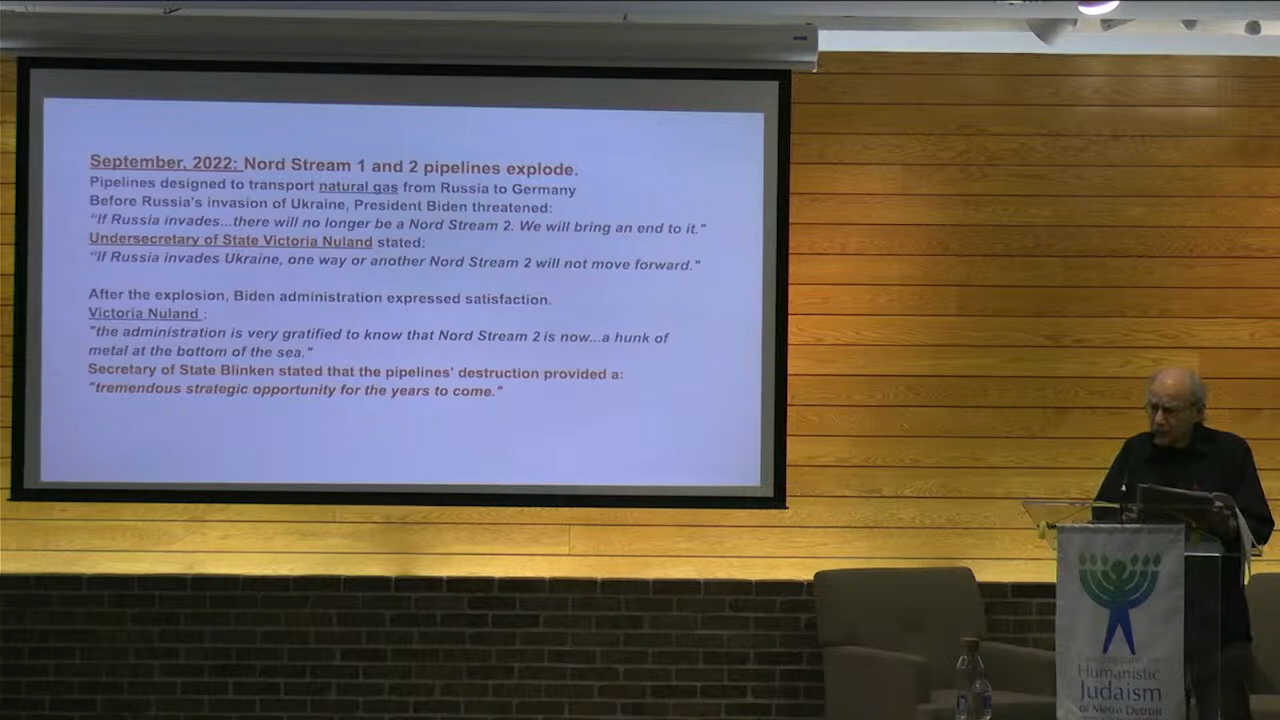 September, 2022: Nord Stream 1 and 2 pipelines explode.
Pipelines designed to transport natural gas from Russia to Germany
Before Russia's invasion of Ukraine, President Biden threatened:
"If Russia invades...there will no longer be a Nord Stream 2. We will bring an end to it."
Undersecretary of State Victoria Nuland stated:
"If Russia invades Ukraine, one way or another Nord Stream 2 will not move forward."
After the explosion, Biden administration expressed satisfaction.
Victoria Nuland :
"the administration is very gratified to know that Nord Stream 2 is now...a hunk of
metal at the bottom of the sea."
Secretary of State Blinken stated that the pipelines' destruction provided a:
"tremendous strategic opportunity for the years to come."
Humanistic
Judaism
of Metro Detroit